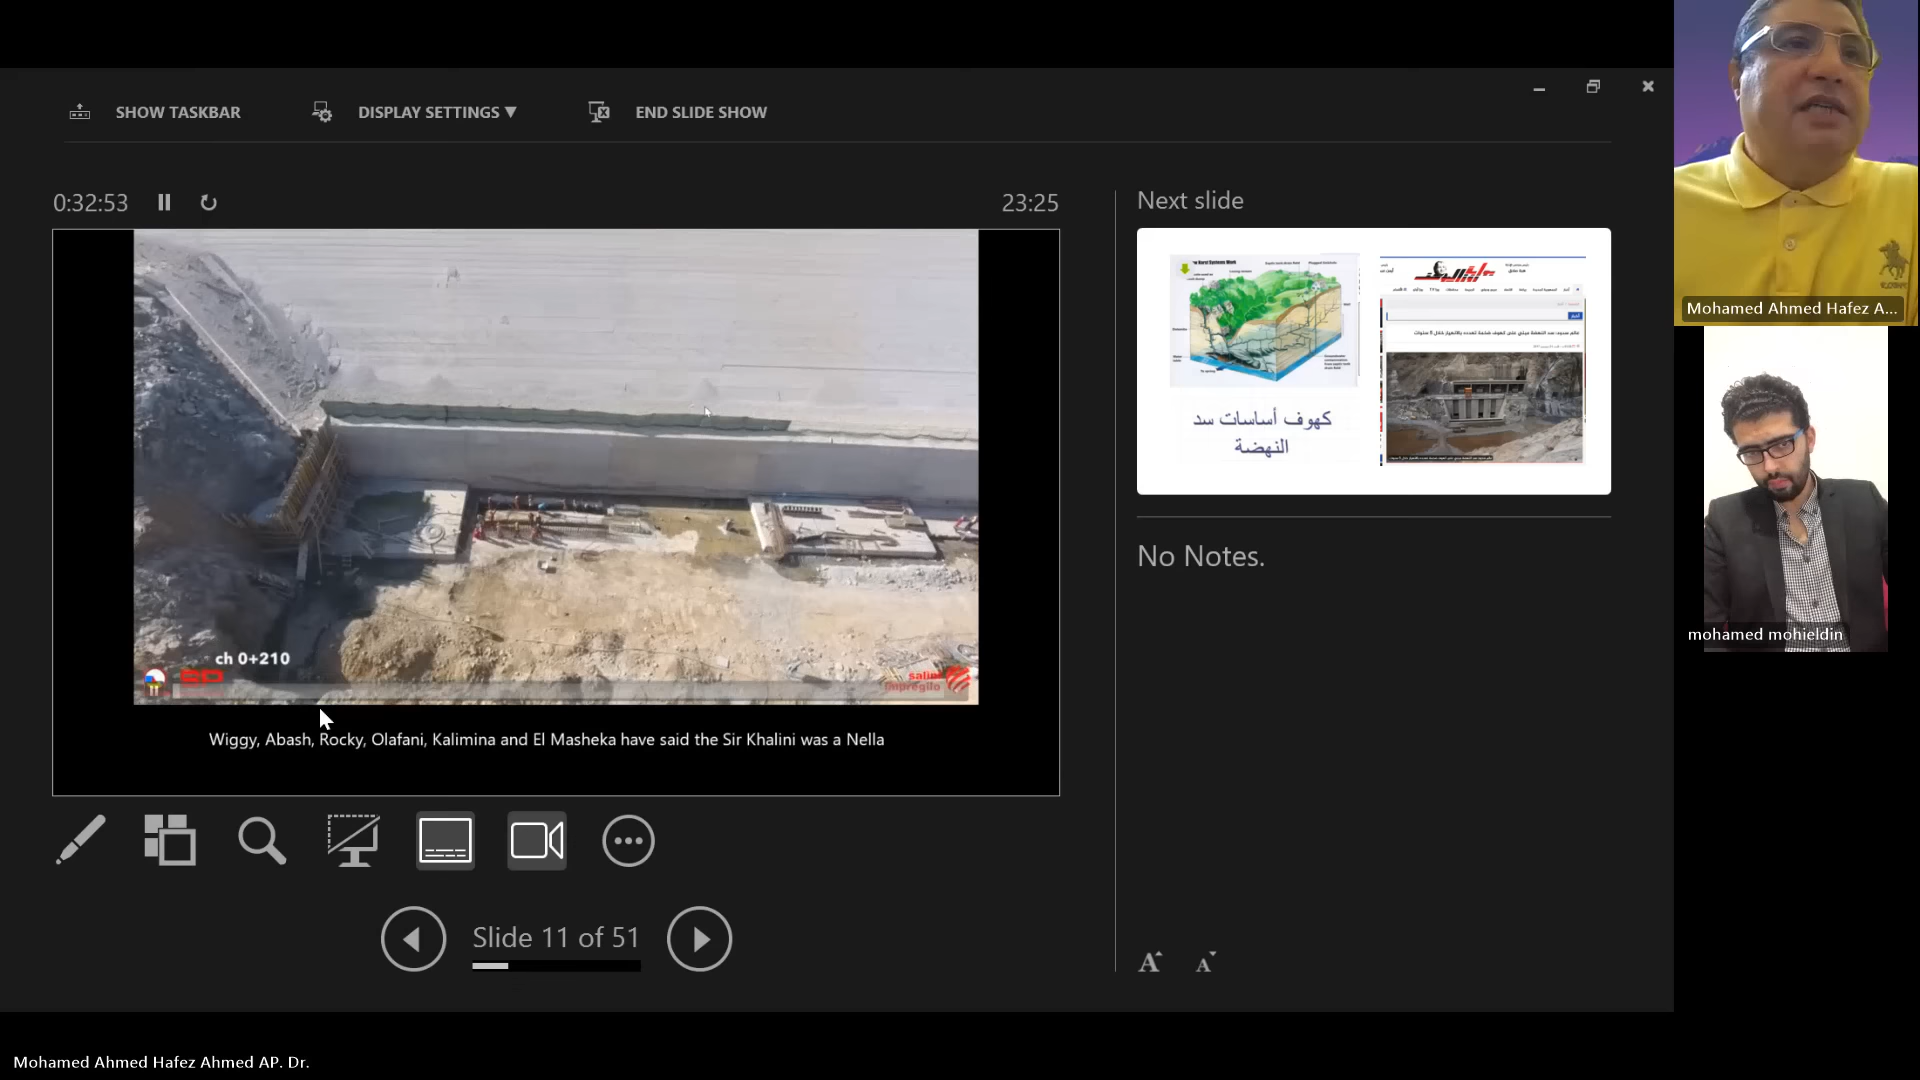 SHOW TASKBAR
DISPLAY SETTINGS ▼
END SLIDE SHOW
0:32:53
23:25
Next slide
كهوف أساسات سد
النهضة
ch 0+210
salini
impregilo
Wiggy, Abash, Rocky, Olafani, Kalimina and El Masheka have said the Sir Khalini was a Nella
No Notes.
Slide 11 of 51
A A
Mohamed Ahmed Hafez A...
mohamed mohieldin
Mohamed Ahmed Hafez Ahmed AP. Dr.